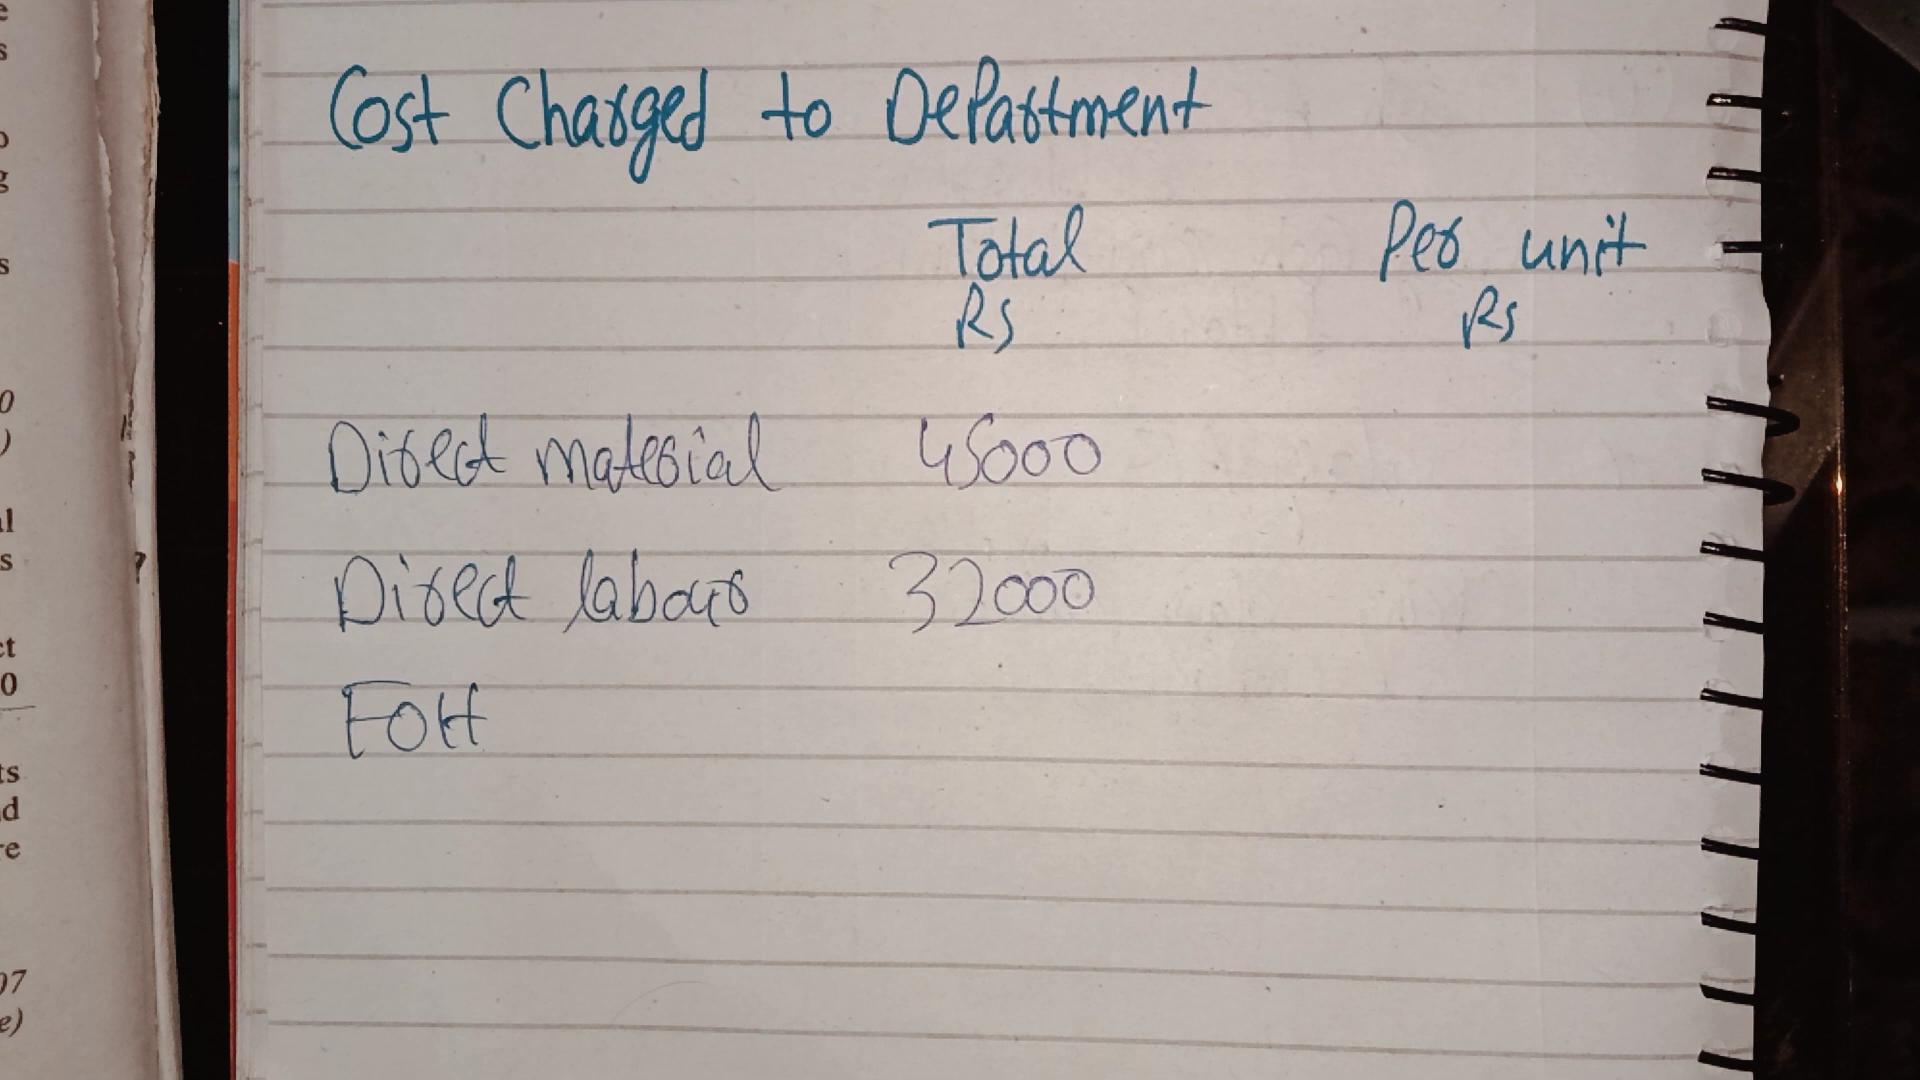 Cost Charged to Department
Total Per unit
Rs Rs
Direct material 45000
Direct labour 32000
FOH